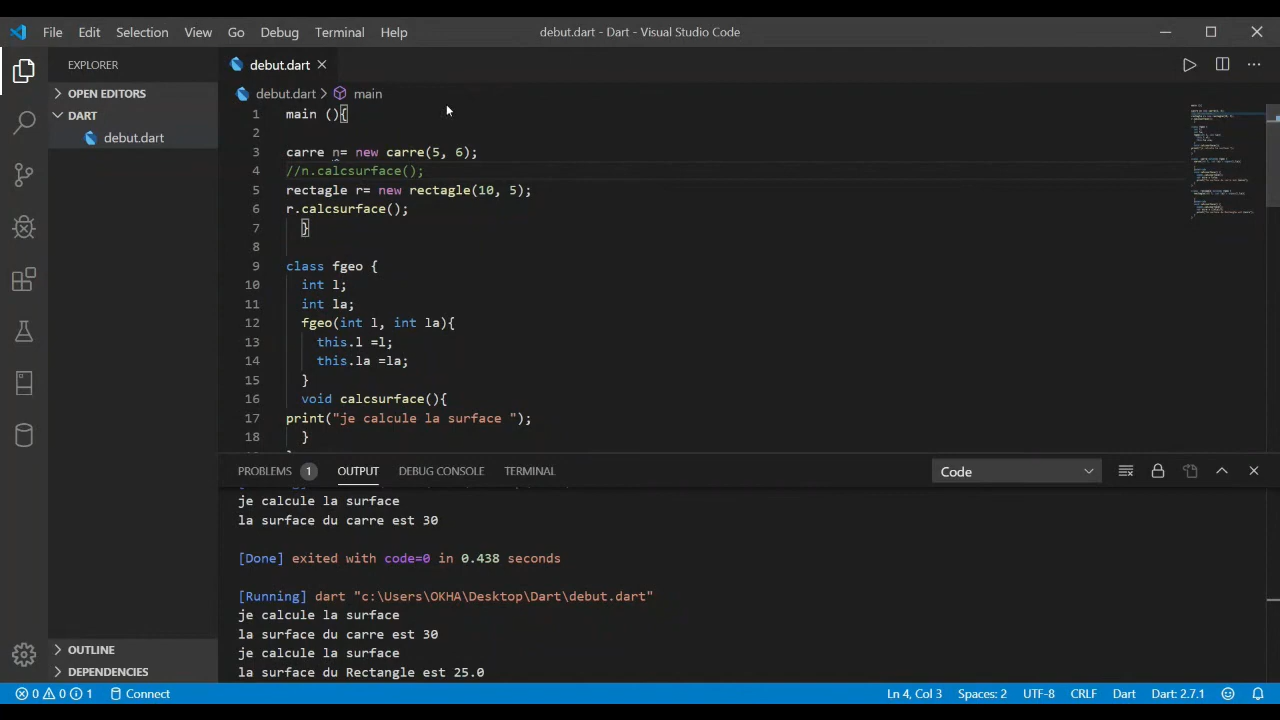 File Edit Selection View Go Debug Terminal Help debut.dart - Dart - Visual Studio Code
EXPLORER
OPEN EDITORS
DART
debut.dart
OUTLINE
DEPENDENCIES
debut.dart
debut.dart main
1 main (){
2
3 carre n= new carre(5, 6);
4 //n.calcsurface();
5 rectagle r= new rectagle(10, 5);
6 r.calcsurface();
7 }
8
9 class fgeo {
10 int l;
11 int la;
12 fgeo(int l, int la){
13 this.l =l;
14 this.la =la;
15 }
16 void calcsurface(){
17 print("je calcule la surface ");
18 }
PROBLEMS 1 OUTPUT DEBUG CONSOLE TERMINAL Code
je calcule la surface
la surface du carre est 30
[Done] exited with code=0 in 0.438 seconds
[Running] dart "c:\Users\OKHA\Desktop\Dart\debut.dart"
je calcule la surface
la surface du carre est 30
je calcule la surface
la surface du Rectangle est 25.0
0 0 1 Connect Ln 4, Col 3 Spaces: 2 UTF-8 CRLF Dart Dart: 2.7.1